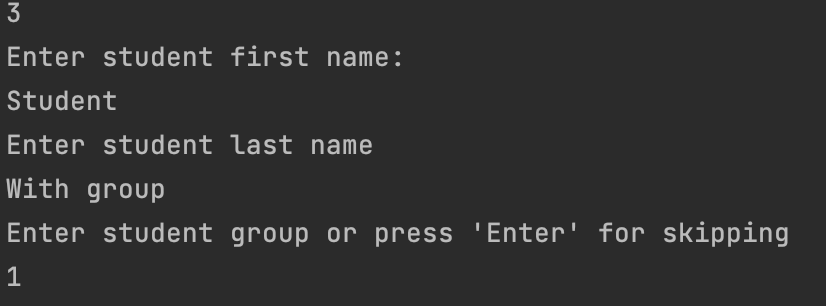 3
Enter student first name:
Student
Enter student last name
With group
Enter student group or press 'Enter' for skipping
1